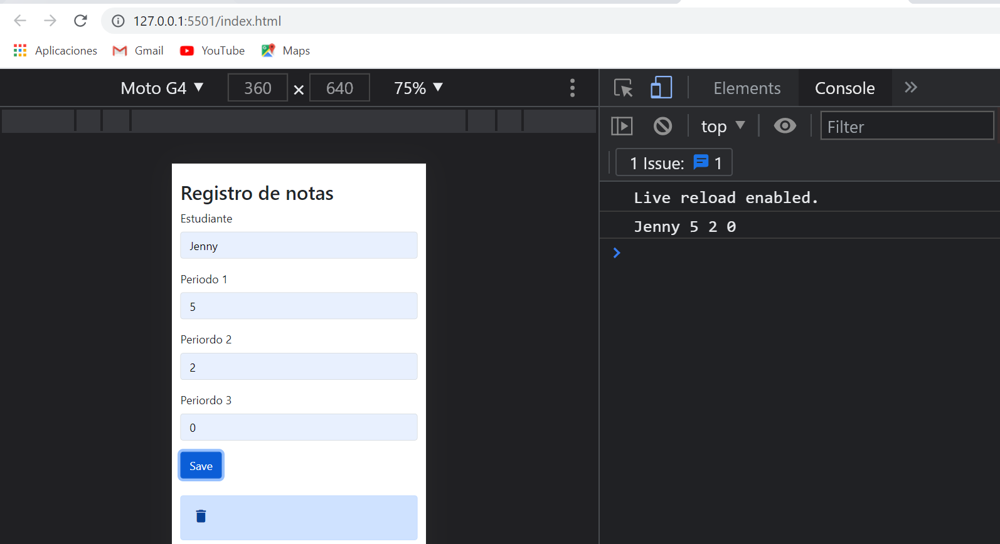 127.0.0.1:5501/index.html
Aplicaciones Gmail YouTube Maps
Moto G4 ▼ 360 × 640 75% ▼
Elements Console »
top ▼ Filter
1 Issue: 1
Live reload enabled.
Jenny 5 2 0
Registro de notas
Estudiante
Jenny
Periodo 1
5
Periordo 2
2
Periordo 3
0
Save